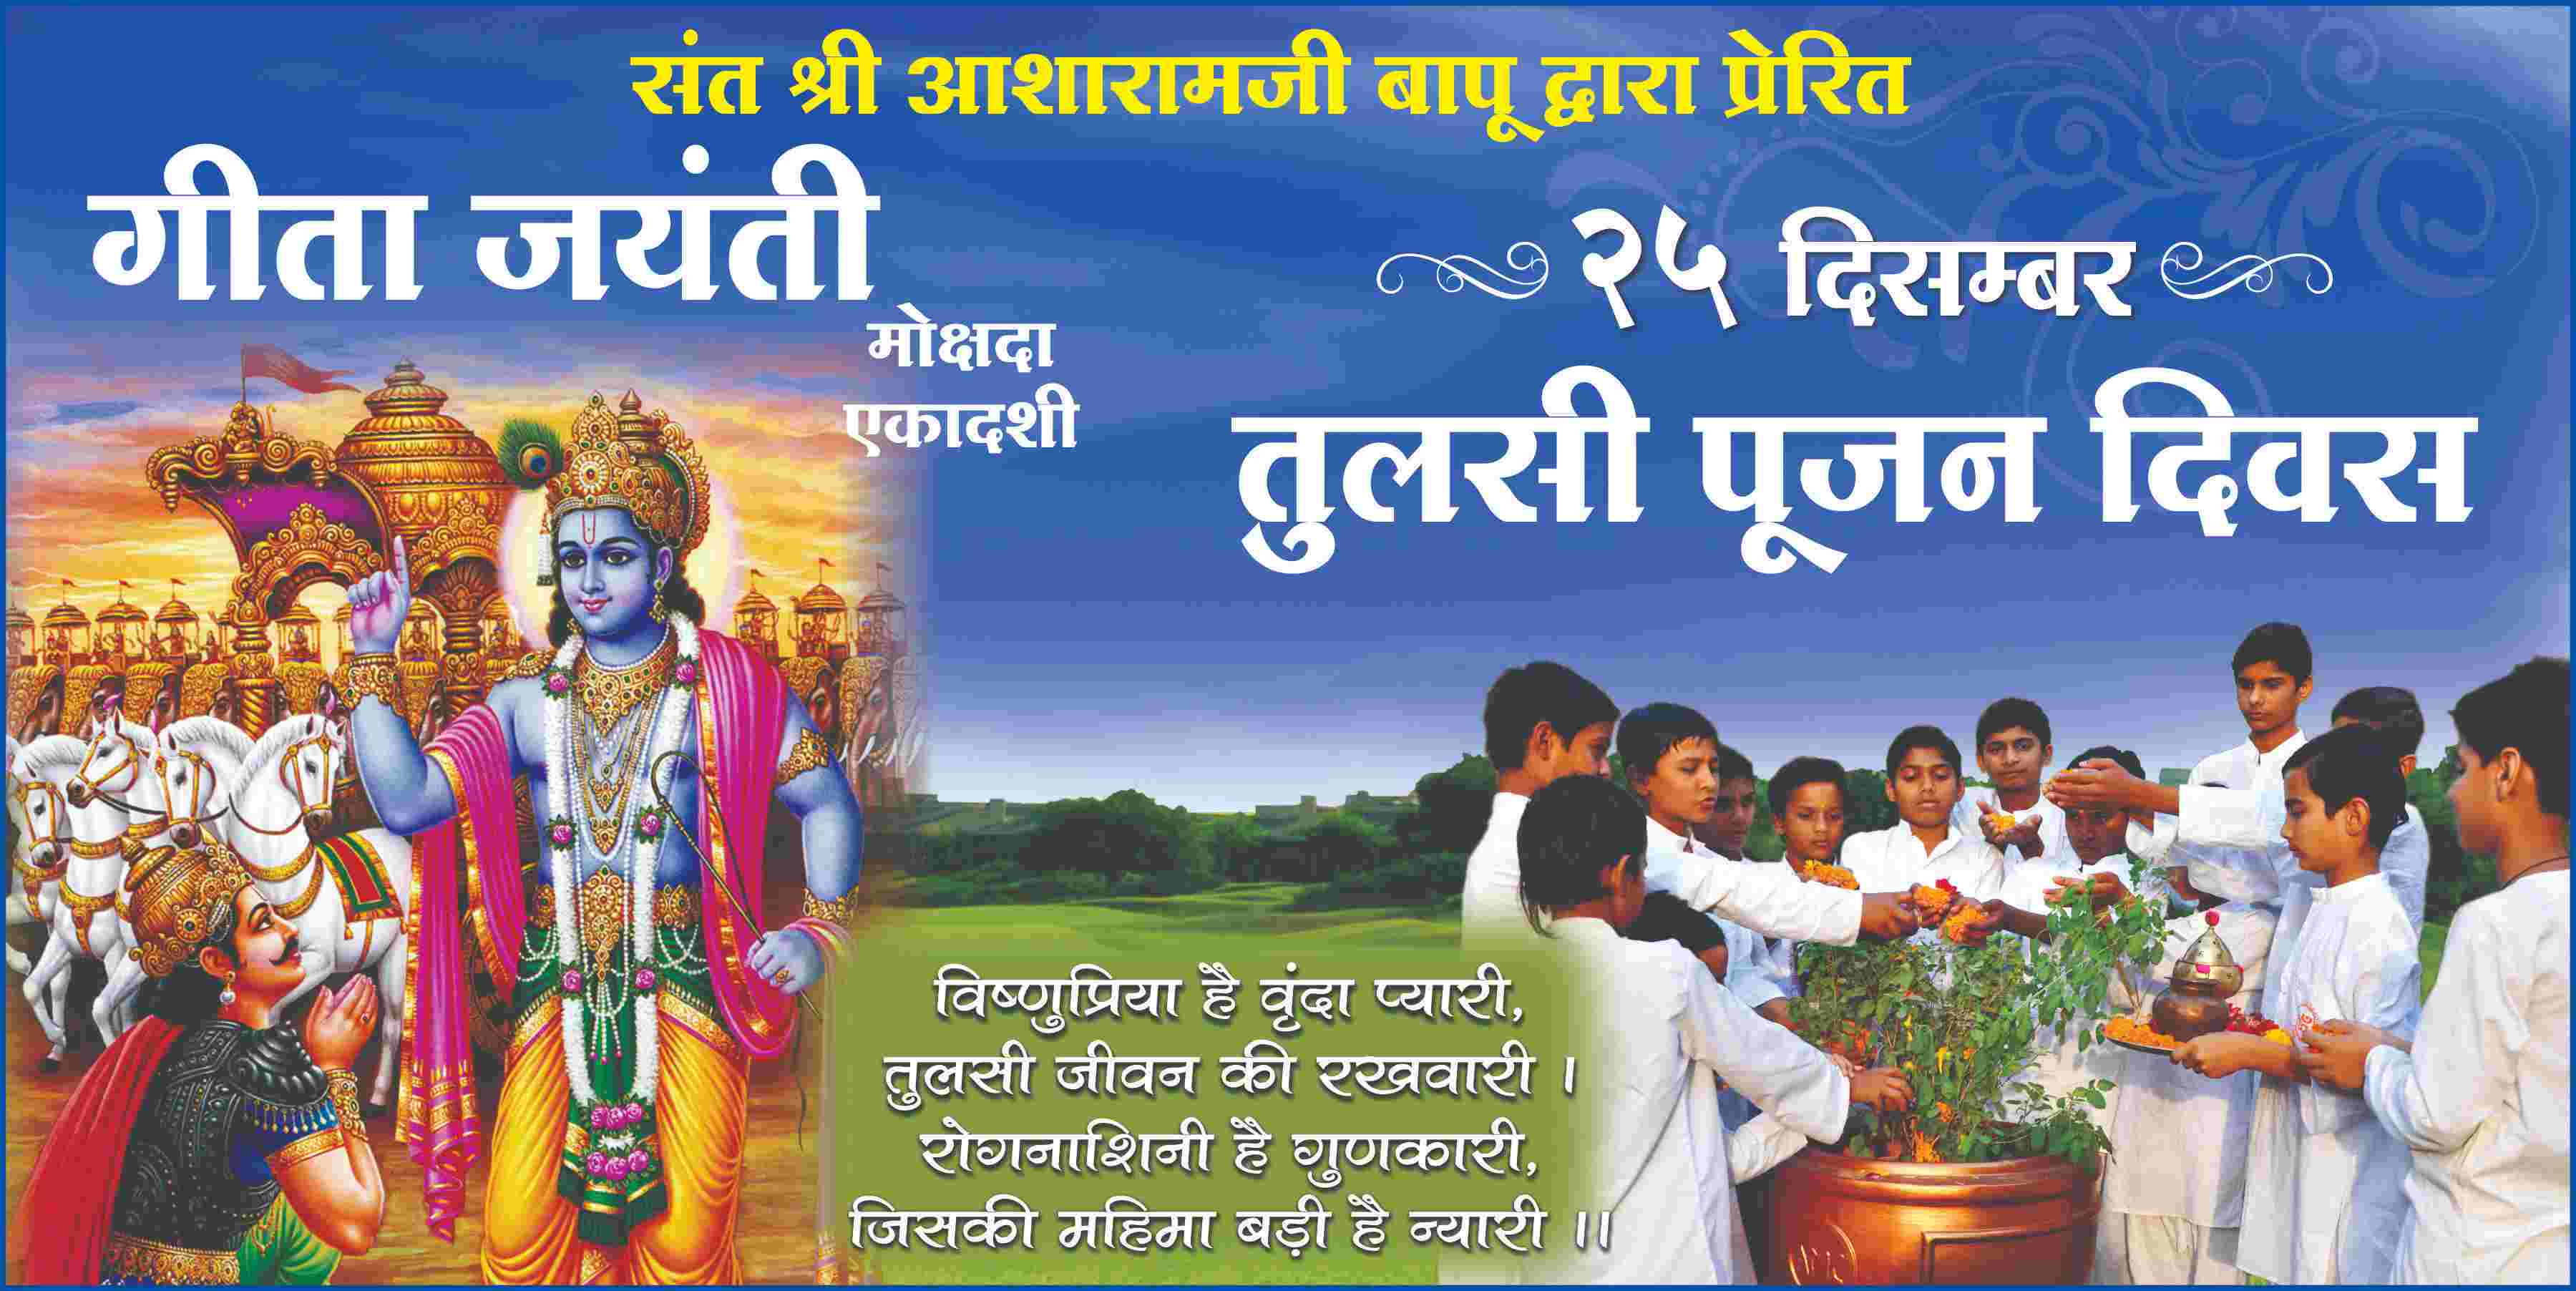 संत श्री आशारामजी बापू द्वारा प्रेरित
गीता जयंती
मोक्षदा
एकादशी
२५ दिसम्बर
तुलसी पूजन दिवस
विष्णुप्रिया है वृंदा प्यारी,
तुलसी जीवन की रखवारी ।
रोगनाशिनी है गुणकारी,
जिसकी महिमा बड़ी है न्यारी ।।